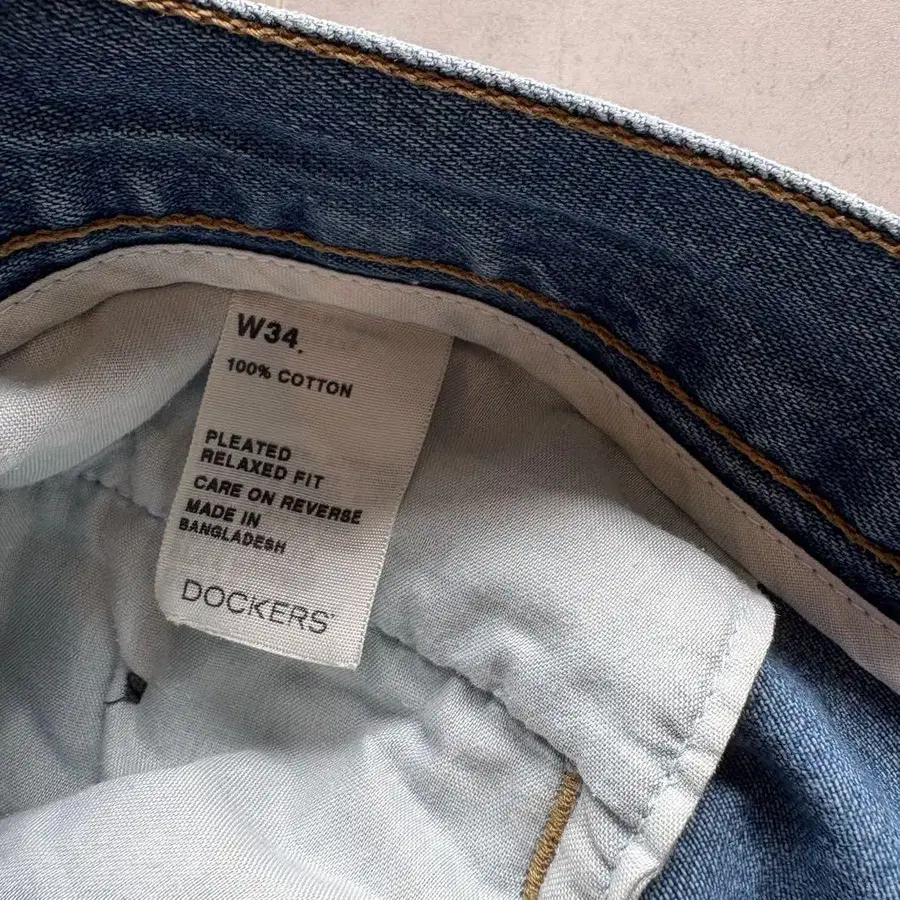 W34.
100% COTTON
PLEATED
RELAXED FIT
CARE ON REVERSE
MADE IN
BANGLADESH
DOCKERS